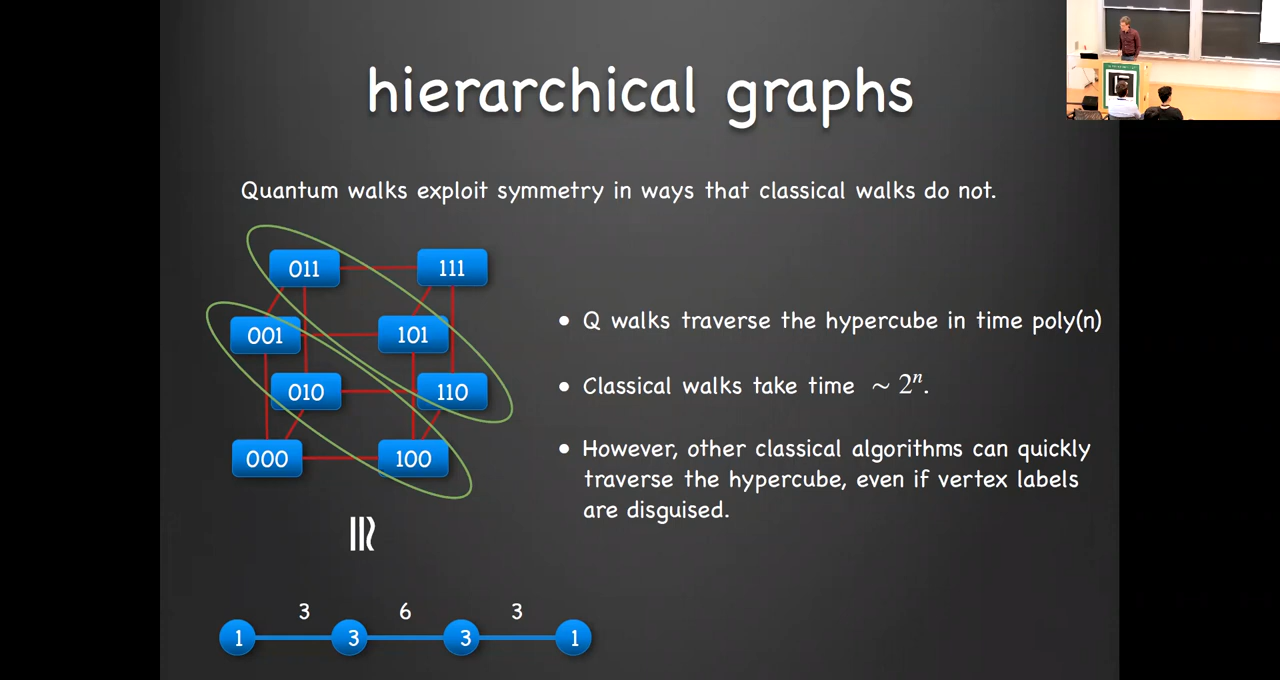 hierarchical graphs
Quantum walks exploit symmetry in ways that classical walks do not.
011
111
001
101
010
110
000
100
≅
3
6
3
1
3
3
1
• Q walks traverse the hypercube in time poly(n)
• Classical walks take time ~ 2ⁿ.
• However, other classical algorithms can quickly
traverse the hypercube, even if vertex labels
are disguised.